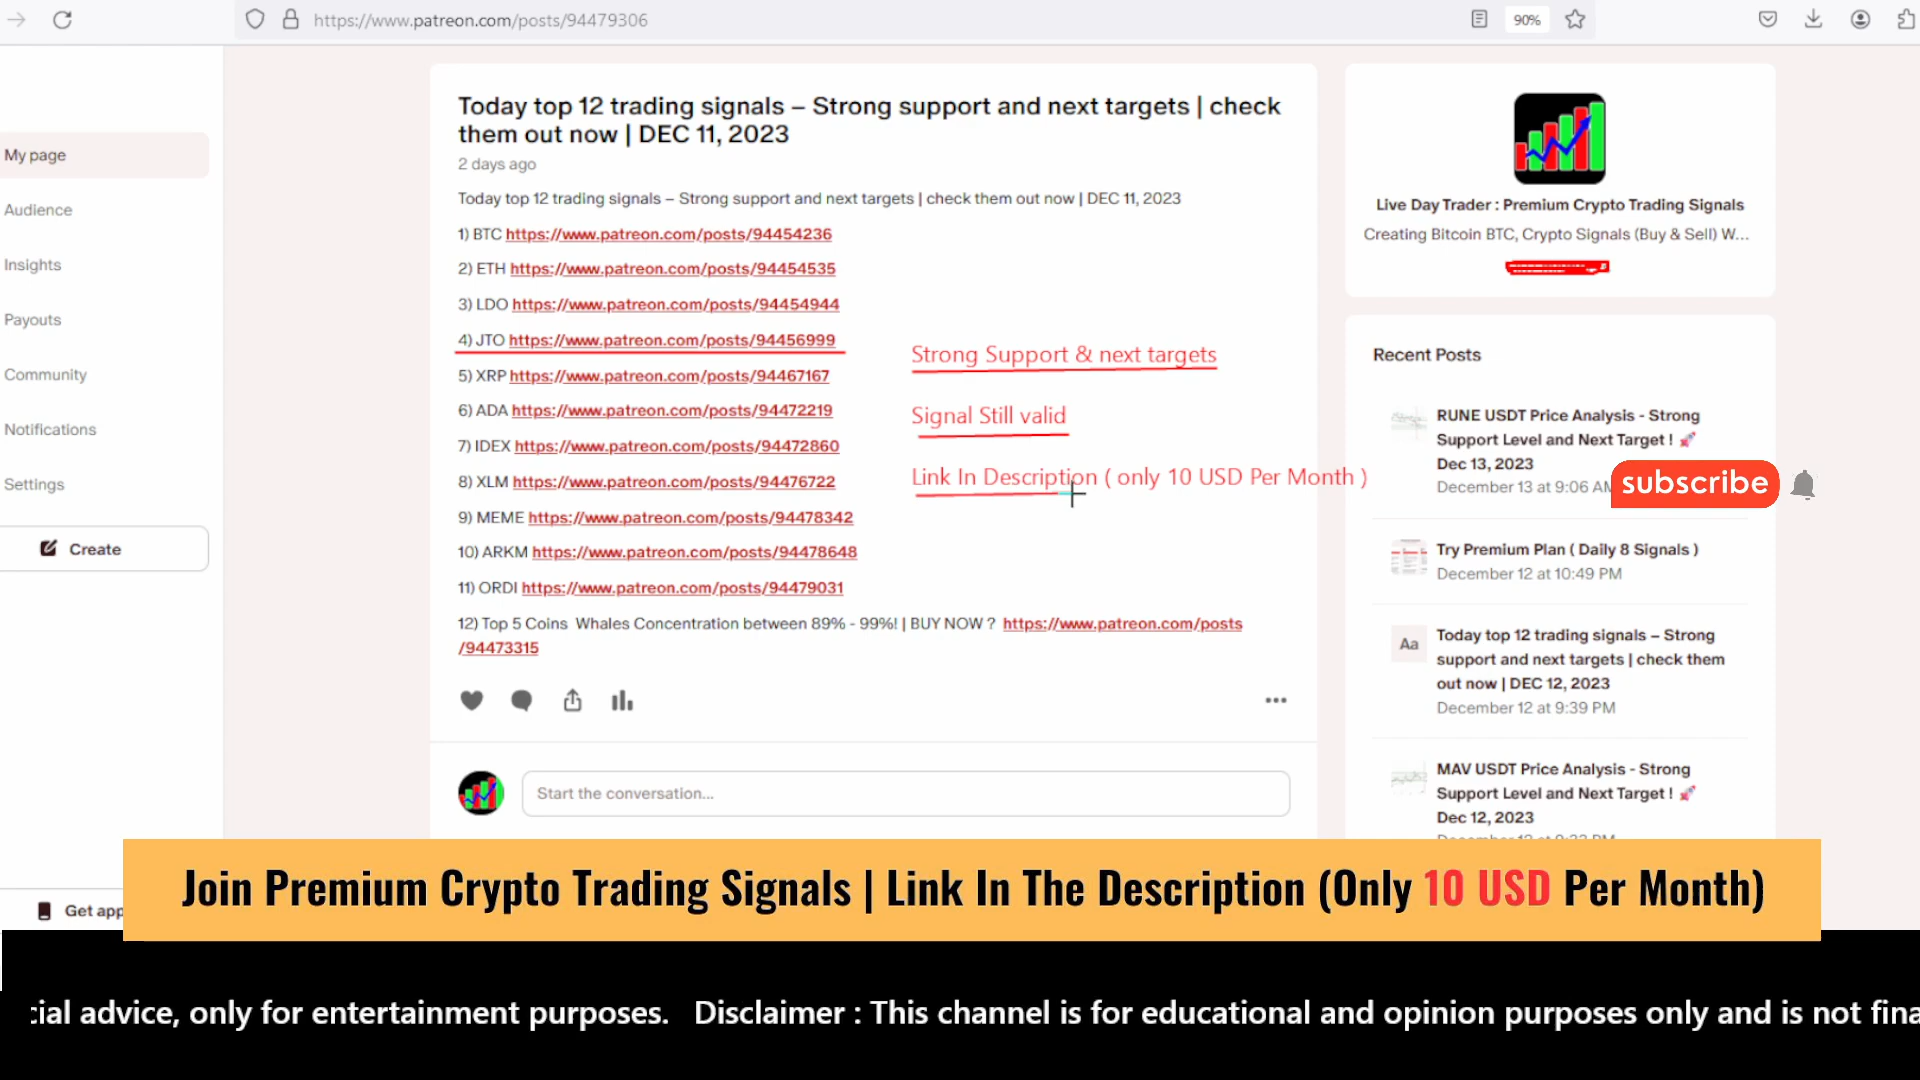 https://www.patreon.com/posts/94479306
90%
My page
Audience
Insights
Payouts
Community
Notifications
Settings
Create
Get app
Today top 12 trading signals – Strong support and next targets | check
them out now | DEC 11, 2023
2 days ago
Today top 12 trading signals – Strong support and next targets | check them out now | DEC 11, 2023
1) BTC https://www.patreon.com/posts/94454236
2) ETH https://www.patreon.com/posts/94454535
3) LDO https://www.patreon.com/posts/94454944
4) JTO https://www.patreon.com/posts/94456999
5) XRP https://www.patreon.com/posts/94467167
6) ADA https://www.patreon.com/posts/94472219
7) IDEX https://www.patreon.com/posts/94472860
8) XLM https://www.patreon.com/posts/94476722
9) MEME https://www.patreon.com/posts/94478342
10) ARKM https://www.patreon.com/posts/94478648
11) ORDI https://www.patreon.com/posts/94479031
12) Top 5 Coins Whales Concentration between 89% - 99%! | BUY NOW ? https://www.patreon.com/posts
/94473315
Strong Support & next targets
Signal Still valid
Link In Description ( only 10 USD Per Month )
Start the conversation...
Live Day Trader : Premium Crypto Trading Signals
Creating Bitcoin BTC, Crypto Signals (Buy & Sell) W...
Recent Posts
RUNE USDT Price Analysis - Strong
Support Level and Next Target ! 🚀
Dec 13, 2023
December 13 at 9:06 AM
subscribe
Try Premium Plan ( Daily 8 Signals )
December 12 at 10:49 PM
Aa
Today top 12 trading signals – Strong
support and next targets | check them
out now | DEC 12, 2023
December 12 at 9:39 PM
MAV USDT Price Analysis - Strong
Support Level and Next Target ! 🚀
Dec 12, 2023
Join Premium Crypto Trading Signals | Link In The Description (Only 10 USD Per Month)
cial advice, only for entertainment purposes. Disclaimer : This channel is for educational and opinion purposes only and is not fina